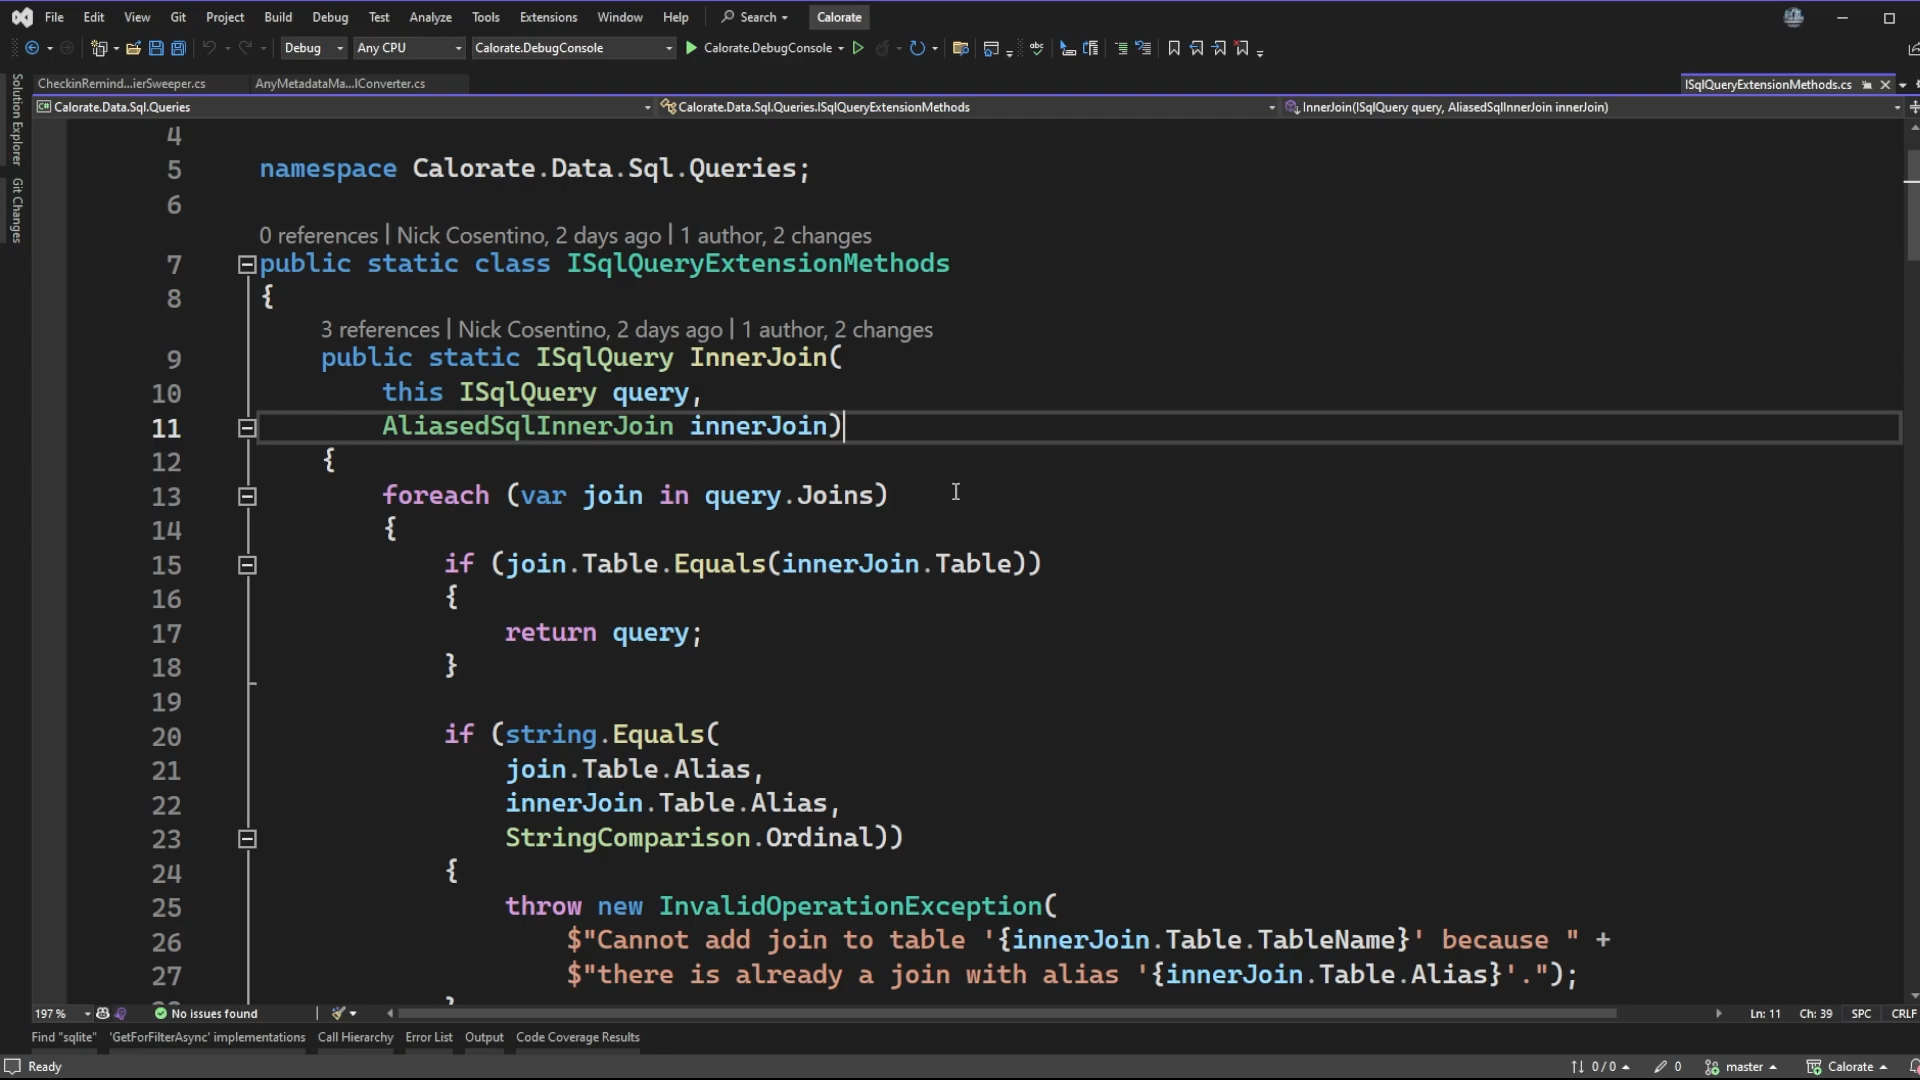 File Edit View Git Project Build Debug Test Analyze Tools Extensions Window Help Search Calorate
Debug Any CPU Calorate.DebugConsole Calorate.DebugConsole
CheckinRemind...ierSweeper.cs AnyMetadataMa...lConverter.cs ISqlQueryExtensionMethods.cs
Calorate.Data.Sql.Queries Calorate.Data.Sql.Queries.ISqlQueryExtensionMethods InnerJoin(ISqlQuery query, AliasedSqlInnerJoin innerJoin)
Solution Explorer
Git Changes
4
5 namespace Calorate.Data.Sql.Queries;
6
0 references | Nick Cosentino, 2 days ago | 1 author, 2 changes
7 public static class ISqlQueryExtensionMethods
8 {
3 references | Nick Cosentino, 2 days ago | 1 author, 2 changes
9 public static ISqlQuery InnerJoin(
10 this ISqlQuery query,
11 AliasedSqlInnerJoin innerJoin)
12 {
13 foreach (var join in query.Joins)
14 {
15 if (join.Table.Equals(innerJoin.Table))
16 {
17 return query;
18 }
19
20 if (string.Equals(
21 join.Table.Alias,
22 innerJoin.Table.Alias,
23 StringComparison.Ordinal))
24 {
25 throw new InvalidOperationException(
26 $"Cannot add join to table '{innerJoin.Table.TableName}' because " +
27 $"there is already a join with alias '{innerJoin.Table.Alias}'.");
197 % No issues found Ln: 11 Ch: 39 SPC CRLF
Find "sqlite" 'GetForFilterAsync' implementations Call Hierarchy Error List Output Code Coverage Results
Ready 0 / 0 0 master Calorate